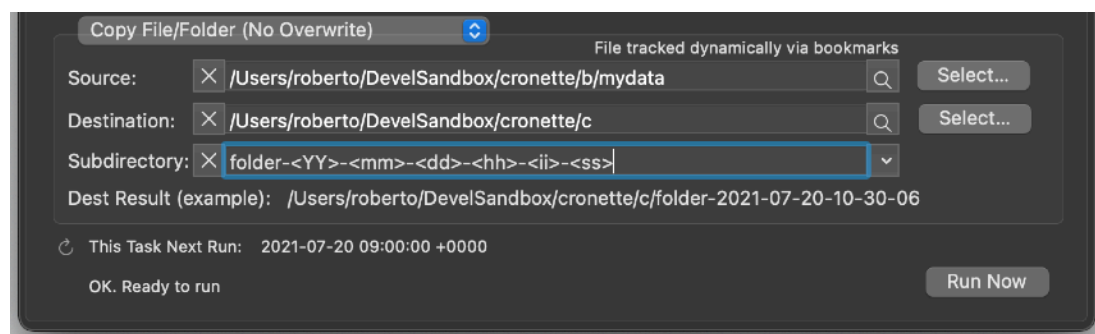 Copy File/Folder (No Overwrite)
File tracked dynamically via bookmarks
Source: /Users/roberto/DevelSandbox/cronette/b/mydata Select...
Destination: /Users/roberto/DevelSandbox/cronette/c Select...
Subdirectory: folder-<YY>-<mm>-<dd>-<hh>-<ii>-<ss>
Dest Result (example): /Users/roberto/DevelSandbox/cronette/c/folder-2021-07-20-10-30-06
This Task Next Run: 2021-07-20 09:00:00 +0000
OK. Ready to run Run Now